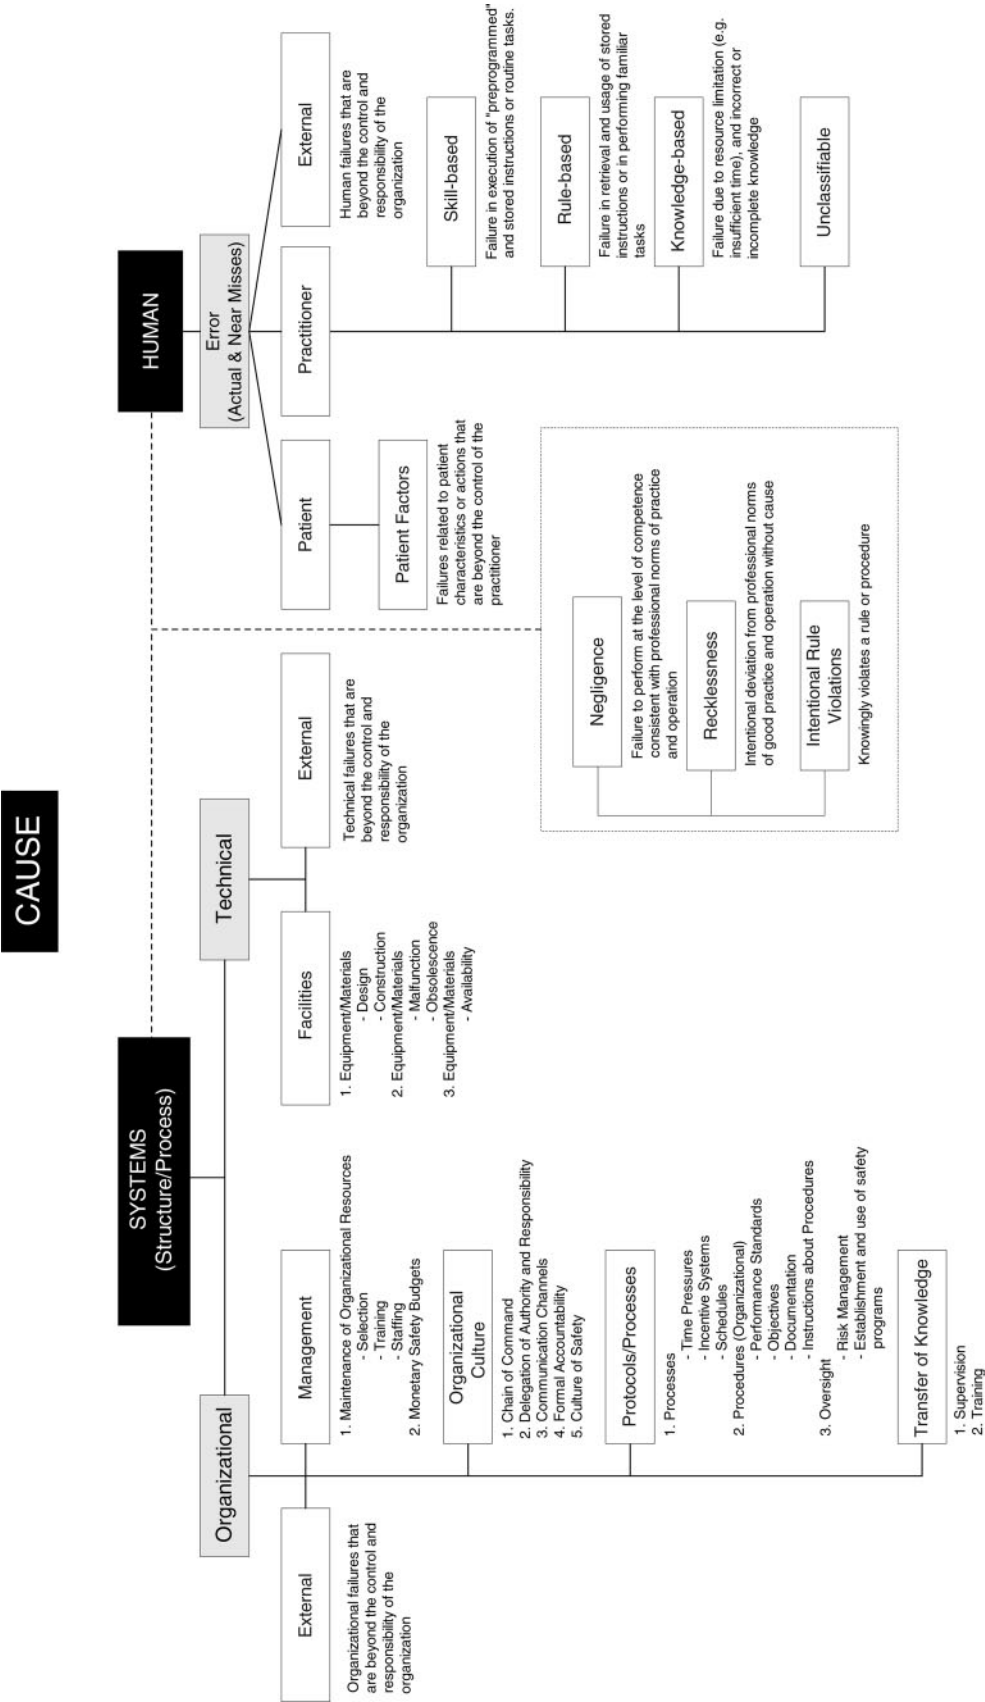 CAUSE
SYSTEMS
(Structure/Process)
HUMAN
Organizational
Technical
Error
(Actual & Near Misses)
External
Organizational failures that
are beyond the control and
responsibility of the
organization
Management
1. Maintenance of Organizational Resources
- Selection
- Training
- Staffing
2. Monetary Safety Budgets
Organizational
Culture
1. Chain of Command
2. Delegation of Authority and Responsibility
3. Communication Channels
4. Formal Accountability
5. Culture of Safety
Protocols/Processes
1. Processes
- Time Pressures
- Incentive Systems
- Schedules
2. Procedures (Organizational)
- Performance Standards
- Objectives
- Documentation
- Instructions about Procedures
3. Oversight
- Risk Management
- Establishment and use of safety
programs
Transfer of Knowledge
1. Supervision
2. Training
Facilities
1. Equipment/Materials
- Design
- Construction
2. Equipment/Materials
- Malfunction
- Obsolescence
3. Equipment/Materials
- Availability
External
Technical failures that are
beyond the control and
responsibility of the
organization
Patient
Patient Factors
Failures related to patient
characteristics or actions that
are beyond the control of the
practitioner
Practitioner
External
Human failures that are
beyond the control and
responsibility of the
organization
Skill-based
Failure in execution of "preprogrammed"
and stored instructions or routine tasks.
Rule-based
Failure in retrieval and usage of stored
instructions or in performing familiar
tasks
Knowledge-based
Failure due to resource limitation (e.g.
insufficient time), and incorrect or
incomplete knowledge
Unclassifiable
Negligence
Failure to perform at the level of competence
consistent with professional norms of practice
and operation
Recklessness
Intentional deviation from professional norms
of good practice and operation without cause
Intentional Rule
Violations
Knowingly violates a rule or procedure